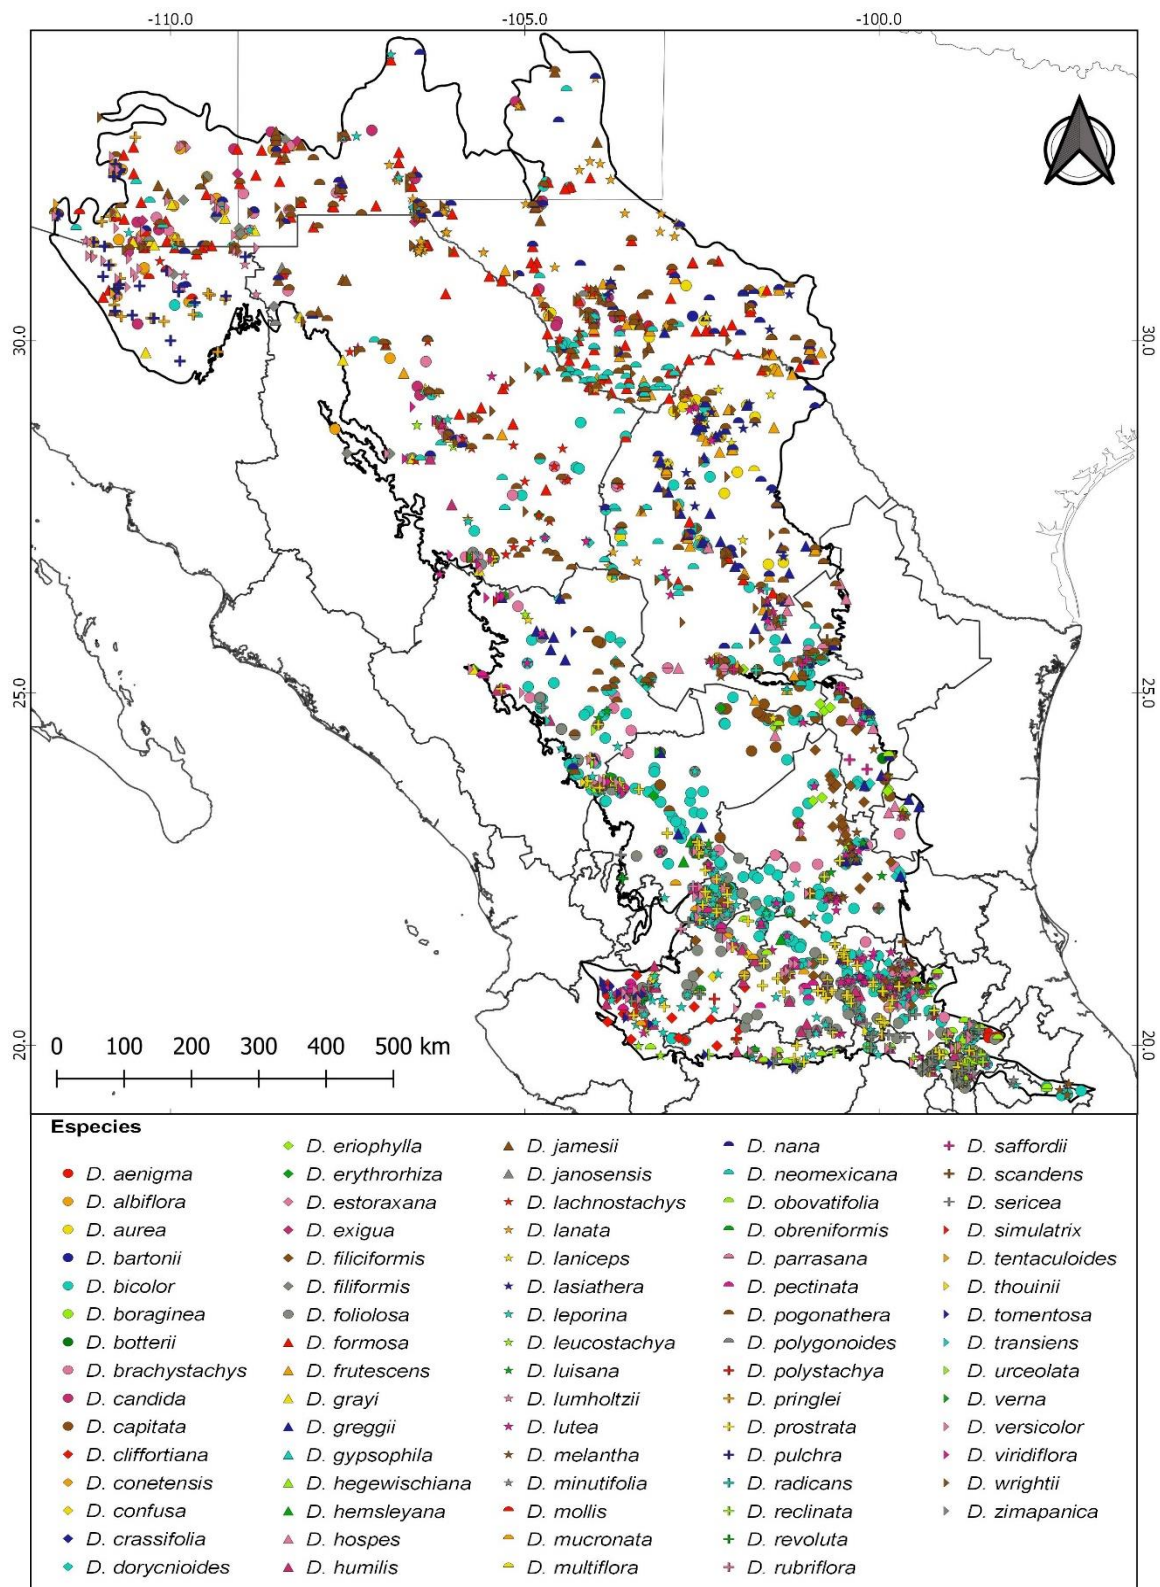 -110.0 -105.0 -100.0
30.0 30.0
25.0 25.0
20.0 20.0
0 100 200 300 400 500 km
Especies
D. aenigma
D. albiflora
D. aurea
D. bartonii
D. bicolor
D. boraginea
D. botterii
D. brachystachys
D. candida
D. capitata
D. cliffortiana
D. conetensis
D. confusa
D. crassifolia
D. dorycnioides
D. eriophylla
D. erythrorhiza
D. estoraxana
D. exigua
D. filiciformis
D. filiformis
D. foliolosa
D. formosa
D. frutescens
D. grayi
D. greggii
D. gypsophila
D. hegewischiana
D. hemsleyana
D. hospes
D. humilis
D. jamesii
D. janosensis
D. lachnostachys
D. lanata
D. laniceps
D. lasiathera
D. leporina
D. leucostachya
D. luisana
D. lumholtzii
D. lutea
D. melantha
D. minutifolia
D. mollis
D. mucronata
D. multiflora
D. nana
D. neomexicana
D. obovatifolia
D. obreniformis
D. parrasana
D. pectinata
D. pogonathera
D. polygonoides
D. polystachya
D. pringlei
D. prostrata
D. pulchra
D. radicans
D. reclinata
D. revoluta
D. rubriflora
D. saffordii
D. scandens
D. sericea
D. simulatrix
D. tentaculoides
D. thouinii
D. tomentosa
D. transiens
D. urceolata
D. verna
D. versicolor
D. viridiflora
D. wrightii
D. zimapanica